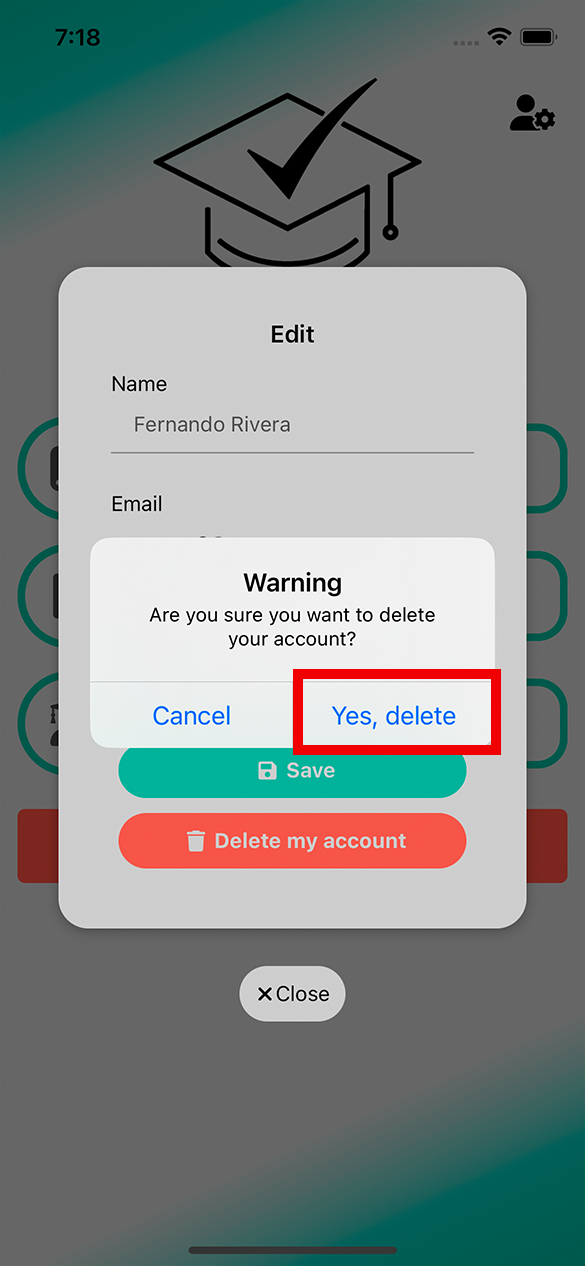 7:18
Edit
Name
Fernando Rivera
Email
Warning
Are you sure you want to delete
your account?
Cancel
Yes, delete
Save
Delete my account
Close